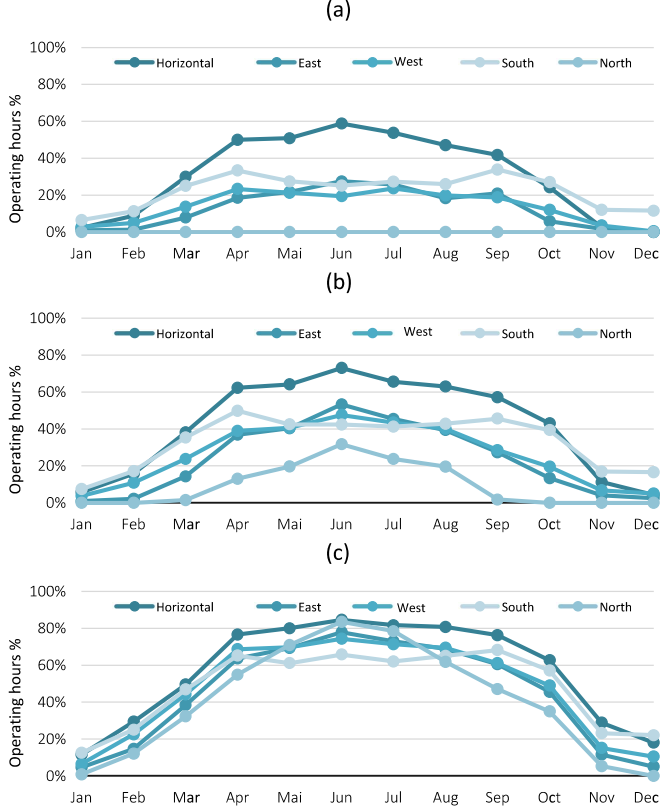 (a)
100%
Horizontal East West South North
80%
60%
40%
20%
0%
Operating hours %
Jan Feb Mar Apr Mai Jun Jul Aug Sep Oct Nov Dec
(b)
100%
Horizontal East West South North
80%
60%
40%
20%
0%
Operating hours %
Jan Feb Mar Apr Mai Jun Jul Aug Sep Oct Nov Dec
(c)
100%
Horizontal East West South North
80%
60%
40%
20%
0%
Operating hours %
Jan Feb Mar Apr Mai Jun Jul Aug Sep Oct Nov Dec